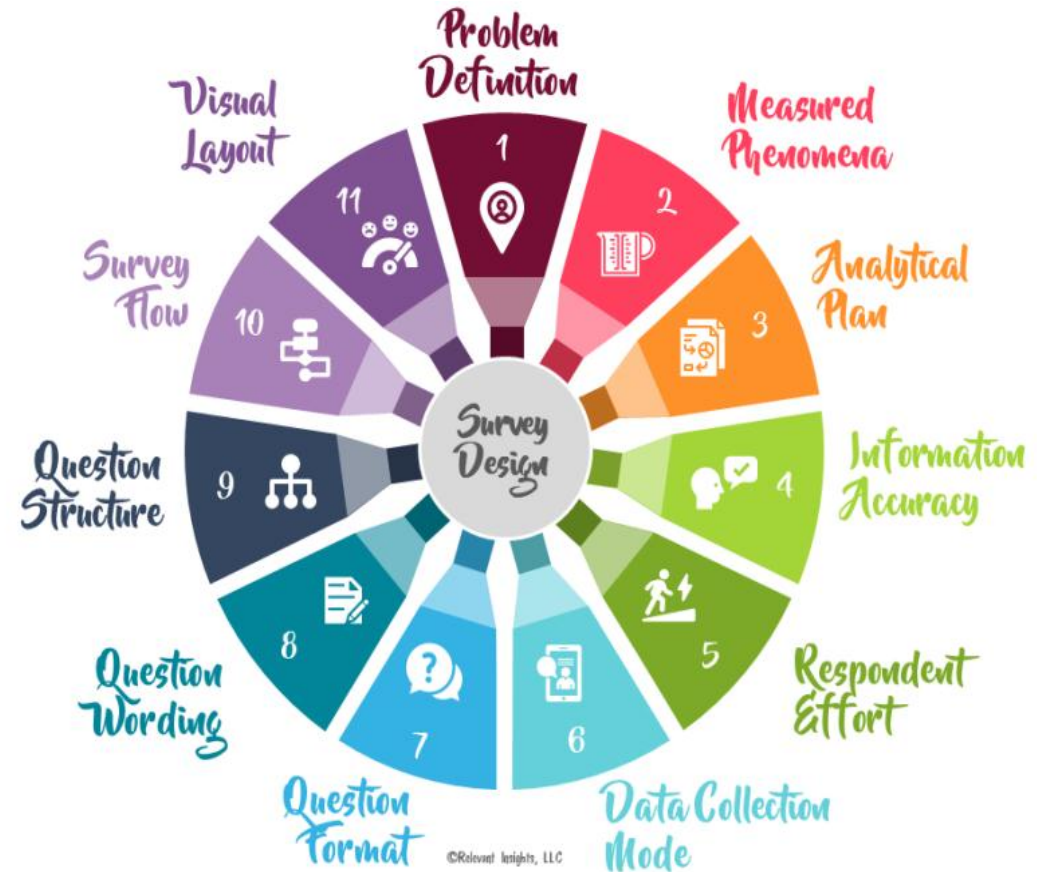 Problem
Definition
1
Measured
Phenomena
2
Analytical
Plan
3
Information
Accuracy
4
Respondent
Effort
5
Data Collection
Mode
6
Question
Format
7
Question
Wording
8
Question
Structure
9
Survey
Flow
10
Visual
Layout
11
Survey
Design
?
©Relevant Insights, LLC